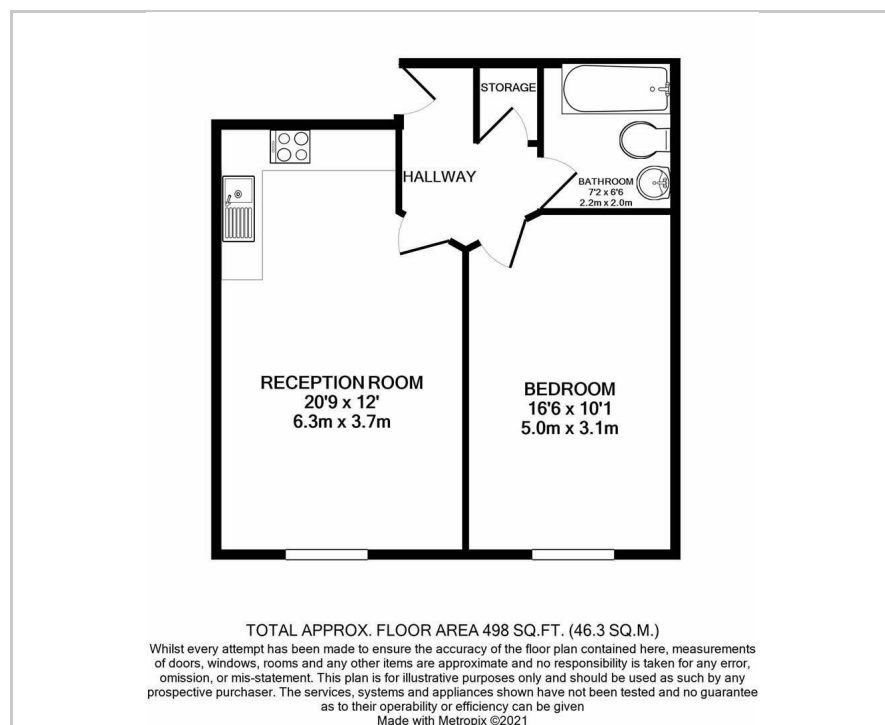 STORAGE
HALLWAY
BATHROOM
7'2 x 6'6
2.2m x 2.0m
RECEPTION ROOM
20'9 x 12'
6.3m x 3.7m
BEDROOM
16'6 x 10'1
5.0m x 3.1m
TOTAL APPROX. FLOOR AREA 498 SQ.FT. (46.3 SQ.M.)
Whilst every attempt has been made to ensure the accuracy of the floor plan contained here, measurements
of doors, windows, rooms and any other items are approximate and no responsibility is taken for any error,
omission, or mis-statement. This plan is for illustrative purposes only and should be used as such by any
prospective purchaser. The services, systems and appliances shown have not been tested and no guarantee
as to their operability or efficiency can be given
Made with Metropix ©2021